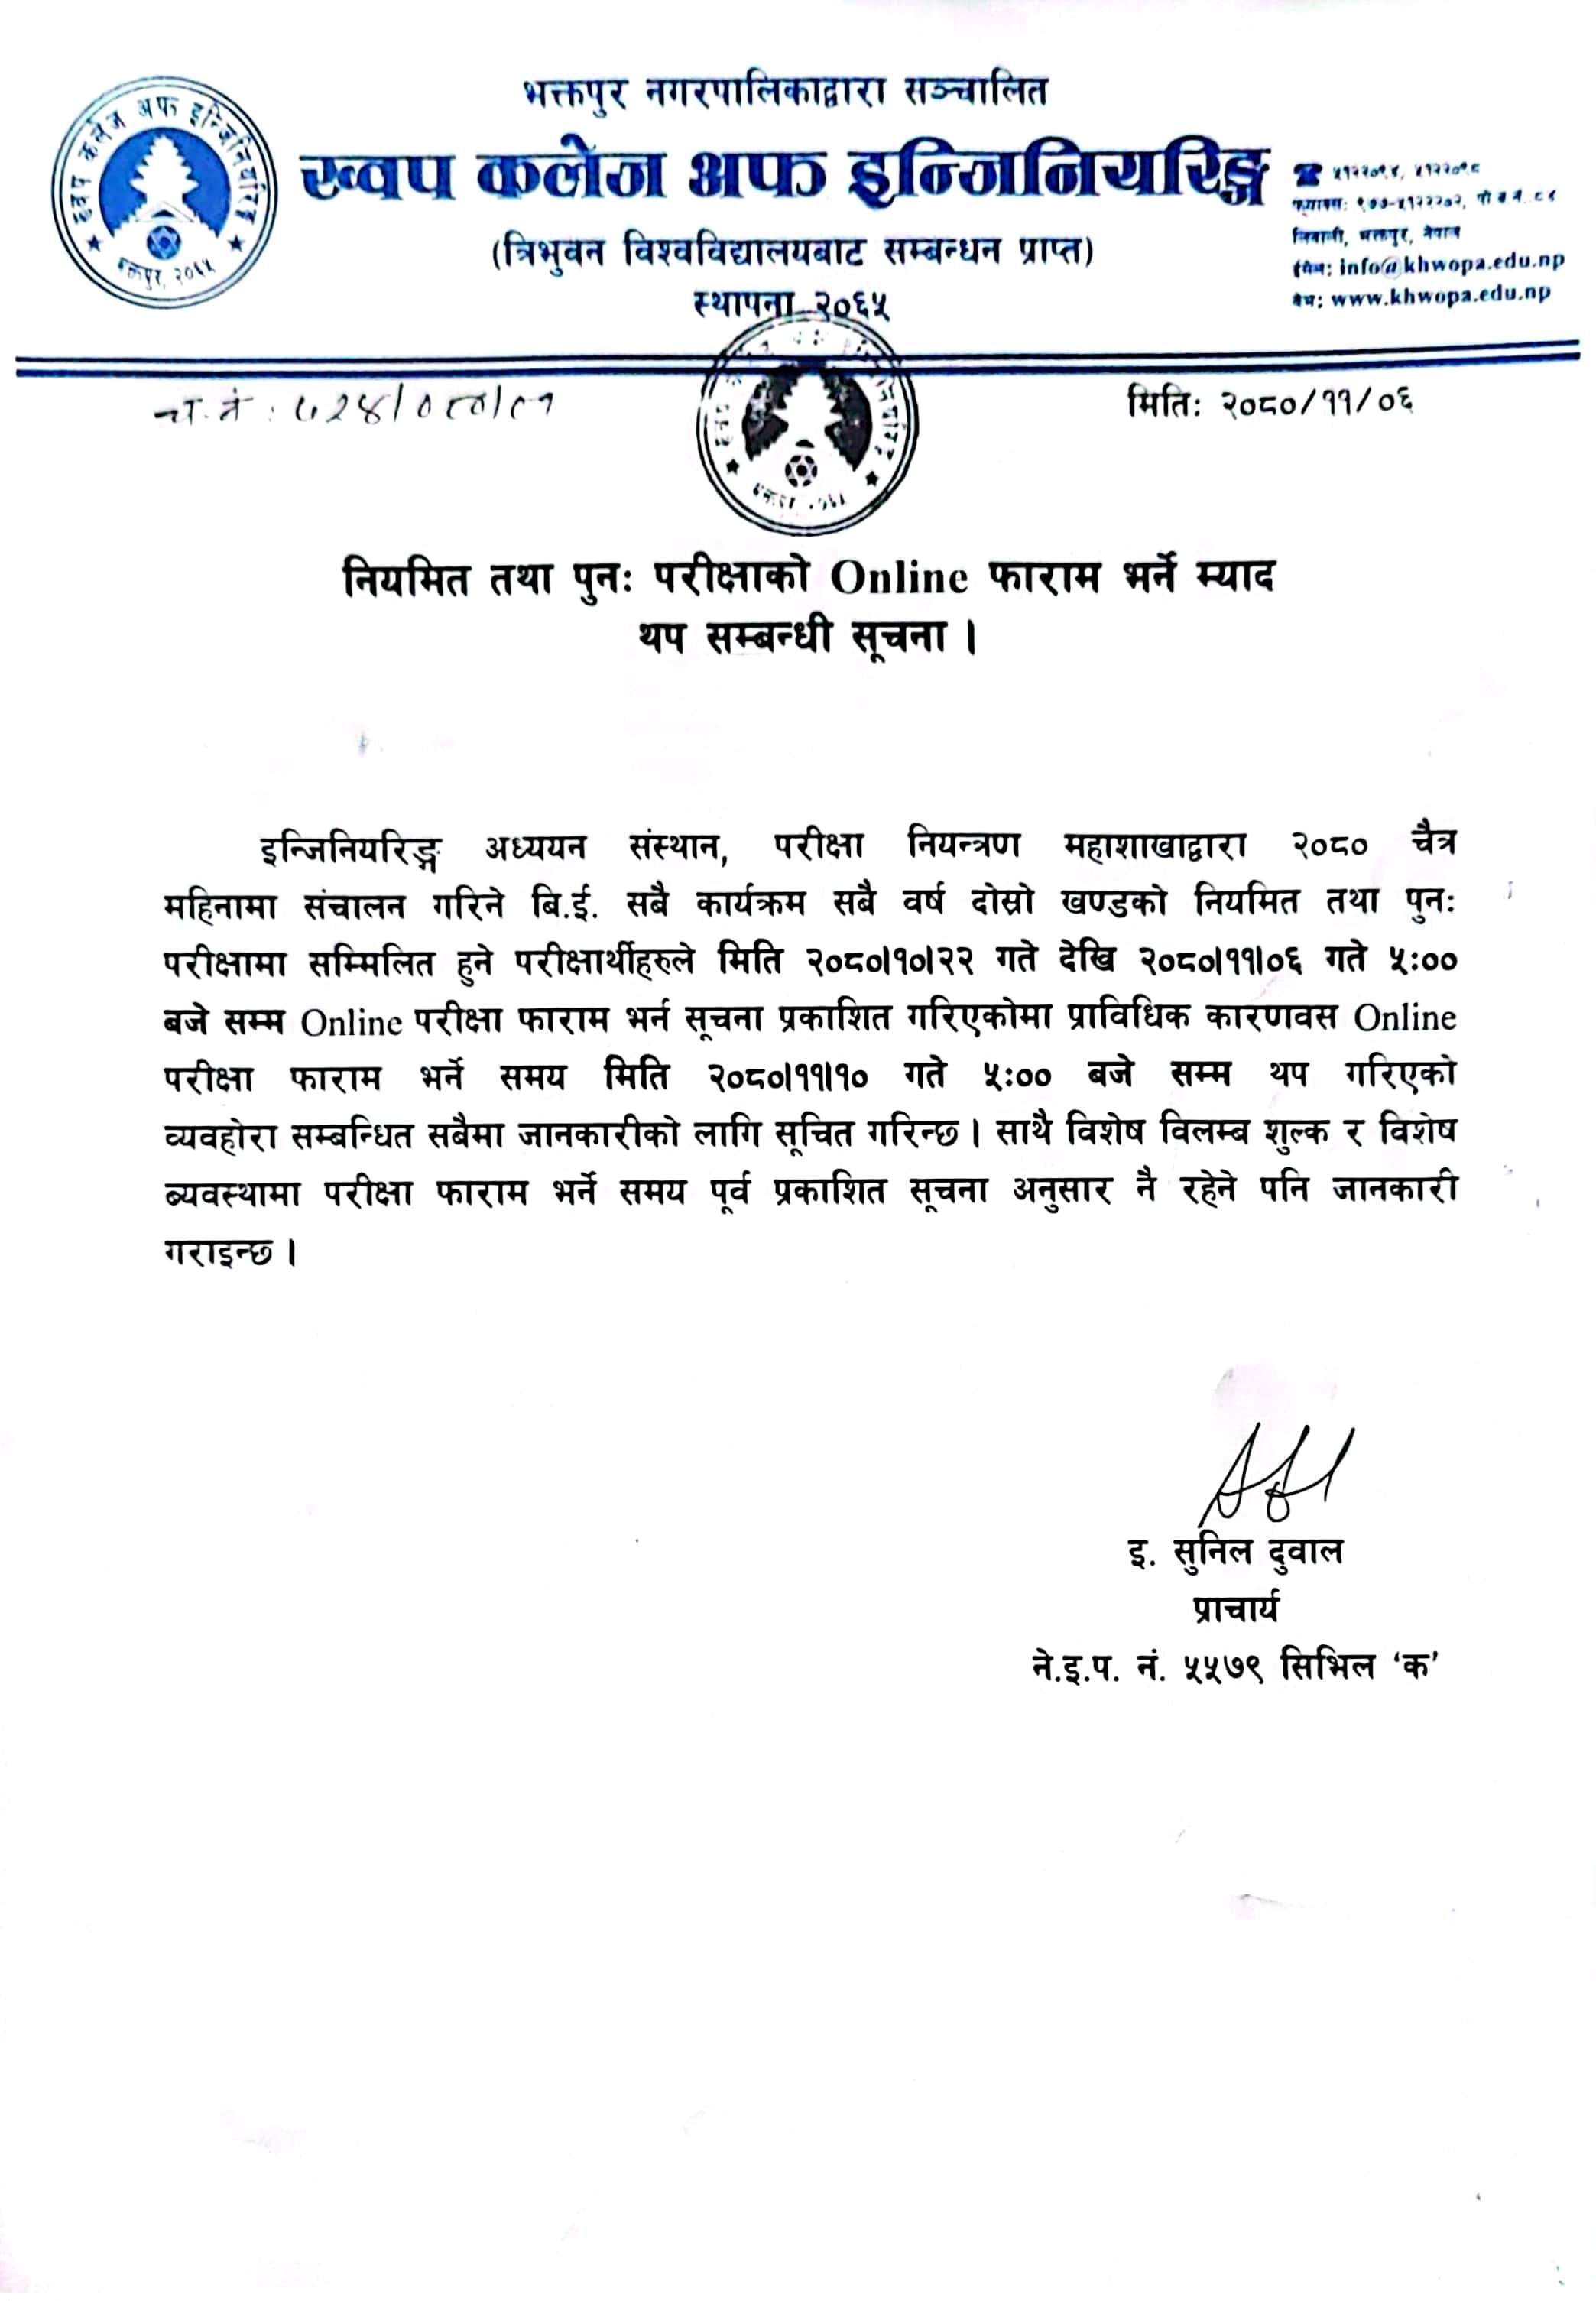 ख्वप कलेज अफ इन्जिनियरिङ्ग
भक्तपुर, २०६५
भक्तपुर नगरपालिकाद्वारा सञ्चालित
ख्वप कलेज अफ इन्जिनियरिङ्ग
(त्रिभुवन विश्वविद्यालयबाट सम्बन्धन प्राप्त)
स्थापना २०६५
☎ ५१२२०९४, ५१२२०९८
फ्याक्स: ९७७-५१२२२०२, पो ब नं. ८४
लिबाली, भक्तपुर, नेपाल
ईमेल: info@khwopa.edu.np
वेभ: www.khwopa.edu.np
च.नं :
मितिः २०८०/११/०६
नियमित तथा पुनः परीक्षाको Online फाराम भर्ने म्याद
थप सम्बन्धी सूचना ।
इन्जिनियरिङ्ग अध्ययन संस्थान, परीक्षा नियन्त्रण महाशाखाद्वारा २०८० चैत्र
महिनामा संचालन गरिने बि.ई. सबै कार्यक्रम सबै वर्ष दोस्रो खण्डको नियमित तथा पुनः
परीक्षामा सम्मिलित हुने परीक्षार्थीहरुले मिति २०८०।१०।२२ गते देखि २०८०।११।०६ गते ५ः००
बजे सम्म Online परीक्षा फाराम भर्न सूचना प्रकाशित गरिएकोमा प्राविधिक कारणवस Online
परीक्षा फाराम भर्ने समय मिति २०८०।११।१० गते ५ः०० बजे सम्म थप गरिएको
व्यवहोरा सम्बन्धित सबैमा जानकारीको लागि सूचित गरिन्छ । साथै विशेष विलम्ब शुल्क र विशेष
ब्यवस्थामा परीक्षा फाराम भर्ने समय पूर्व प्रकाशित सूचना अनुसार नै रहेने पनि जानकारी
गराइन्छ ।
इ. सुनिल दुवाल
प्राचार्य
ने.इ.प. नं. ५५७९ सिभिल ‘क’